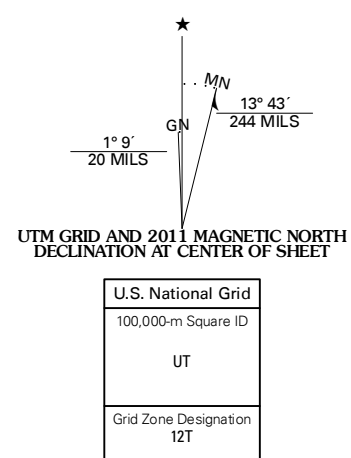 ★
MN
13° 43´
244 MILS
GN
1° 9´
20 MILS
UTM GRID AND 2011 MAGNETIC NORTH
DECLINATION AT CENTER OF SHEET
U.S. National Grid
100,000-m Square ID
UT
Grid Zone Designation
12T